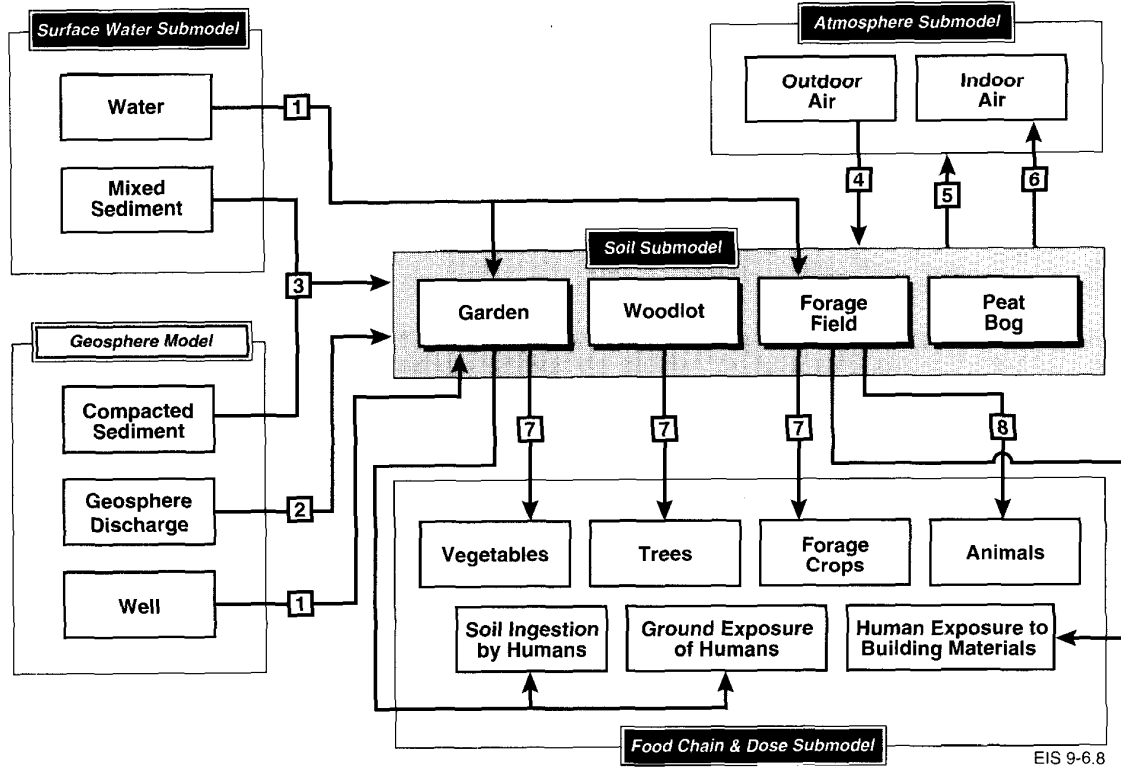 Surface Water Submodel
Atmosphere Submodel
Water
1
Outdoor
Air
Indoor
Air
Mixed
Sediment
4
5
6
Soil Submodel
3
Garden
Woodlot
Forage
Field
Peat
Bog
Geosphere Model
Compacted
Sediment
7
7
7
8
Geosphere
Discharge
2
Vegetables
Trees
Forage
Crops
Animals
Well
1
Soil Ingestion
by Humans
Ground Exposure
of Humans
Human Exposure to
Building Materials
Food Chain & Dose Submodel
EIS 9-6.8